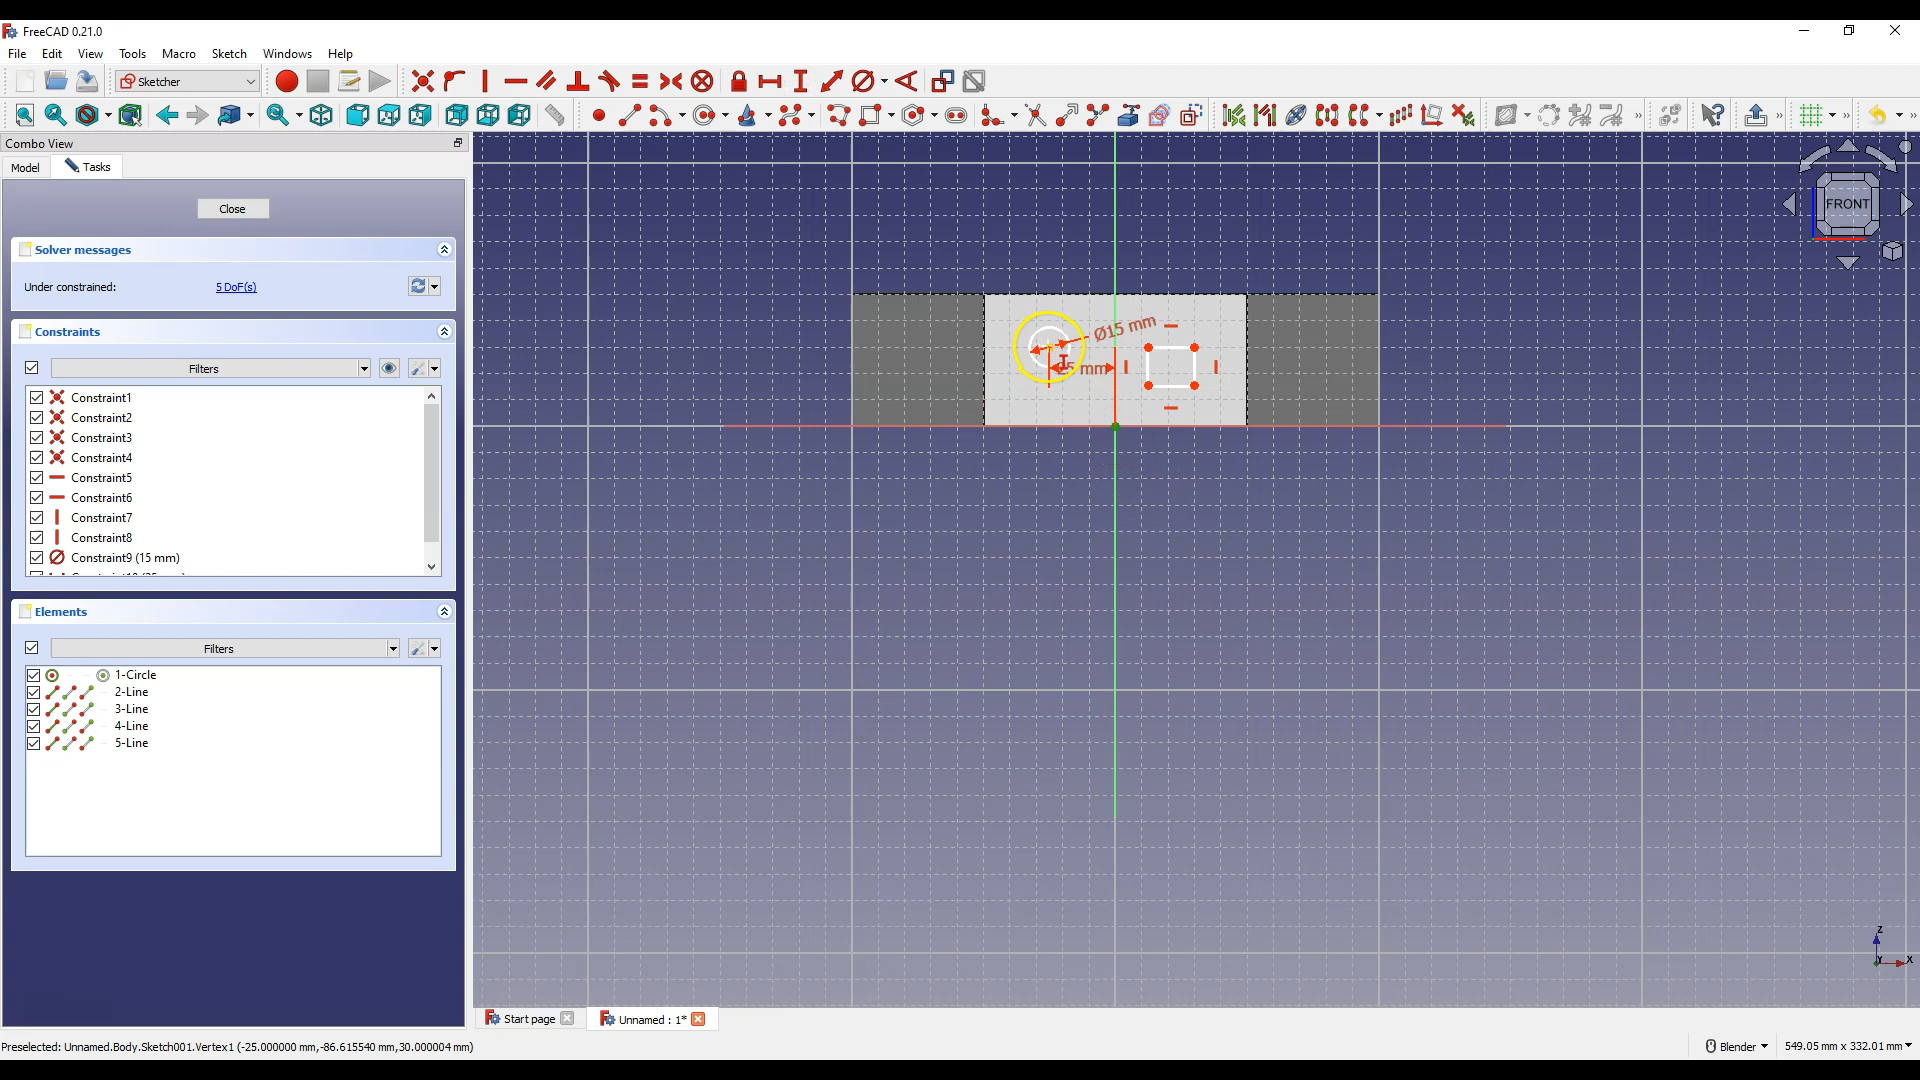 FreeCAD 0.21.0
File Edit View Tools Macro Sketch Windows Help
Sketcher
Combo View
Model Tasks
Close
Solver messages
Under constrained: 5 DoF(s)
Constraints
Filters
Constraint1
Constraint2
Constraint3
Constraint4
Constraint5
Constraint6
Constraint7
Constraint8
Constraint9 (15 mm)
Elements
Filters
1-Circle
2-Line
3-Line
4-Line
5-Line
Ø15 mm
25 mm
FRONT
Z
Y X
Start page Unnamed : 1*
Preselected: Unnamed.Body.Sketch001.Vertex1 (-25.000000 mm,-86.615540 mm,30.000004 mm)
Blender 549.05 mm x 332.01 mm